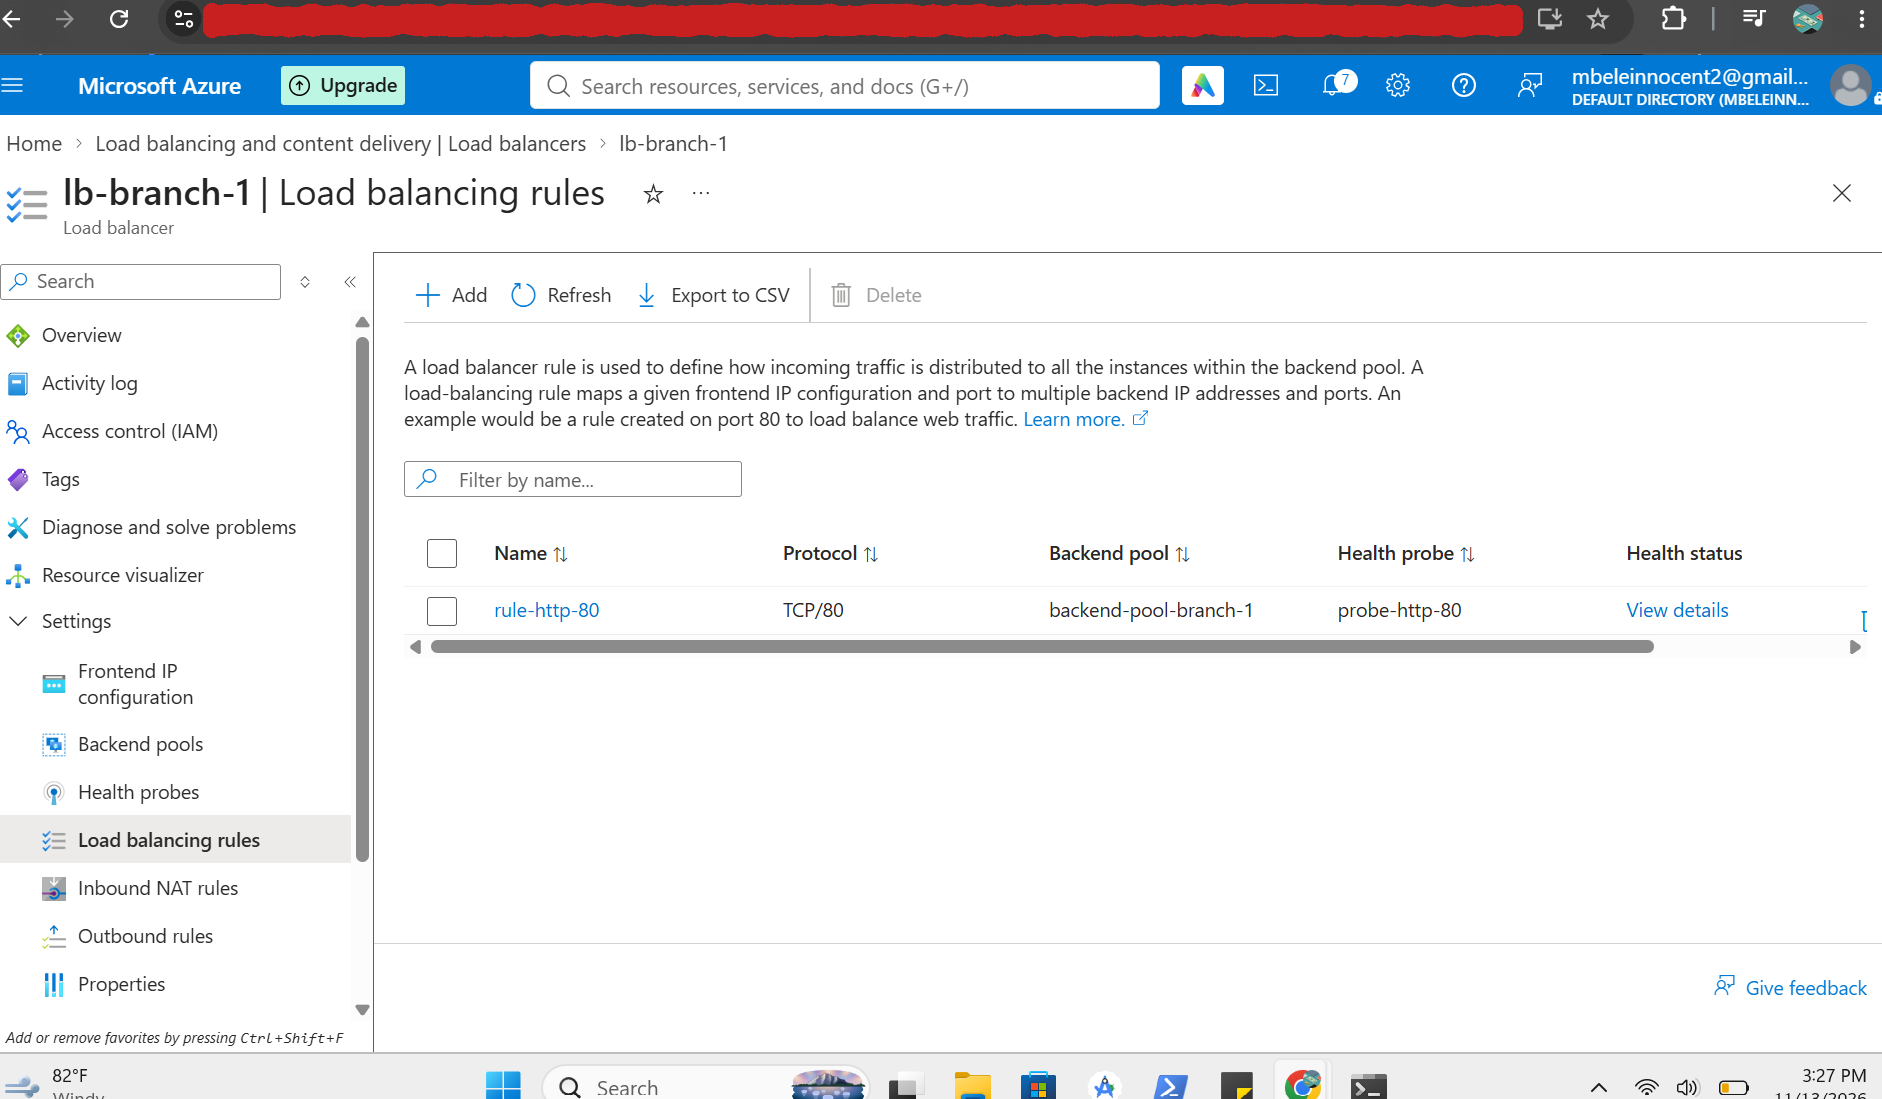 Microsoft Azure
Upgrade
Search resources, services, and docs (G+/)
7
mbeleinnocent2@gmail...
DEFAULT DIRECTORY (MBELEINN...
Home > Load balancing and content delivery | Load balancers > lb-branch-1
lb-branch-1 | Load balancing rules
Load balancer
Search
Overview
Activity log
Access control (IAM)
Tags
Diagnose and solve problems
Resource visualizer
Settings
Frontend IP
configuration
Backend pools
Health probes
Load balancing rules
Inbound NAT rules
Outbound rules
Properties
Add or remove favorites by pressing Ctrl+Shift+F
Add
Refresh
Export to CSV
Delete
A load balancer rule is used to define how incoming traffic is distributed to all the instances within the backend pool. A
load-balancing rule maps a given frontend IP configuration and port to multiple backend IP addresses and ports. An
example would be a rule created on port 80 to load balance web traffic. Learn more.
Filter by name...
Name Protocol Backend pool Health probe Health status
rule-http-80 TCP/80 backend-pool-branch-1 probe-http-80 View details
Give feedback
82°F
Windy
Search
3:27 PM
11/13/2026